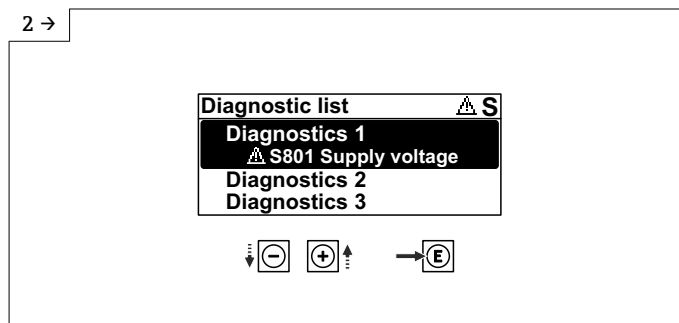 2 →
Diagnostic list ⚠ S
Diagnostics 1
⚠ S801 Supply voltage
Diagnostics 2
Diagnostics 3
− + → E